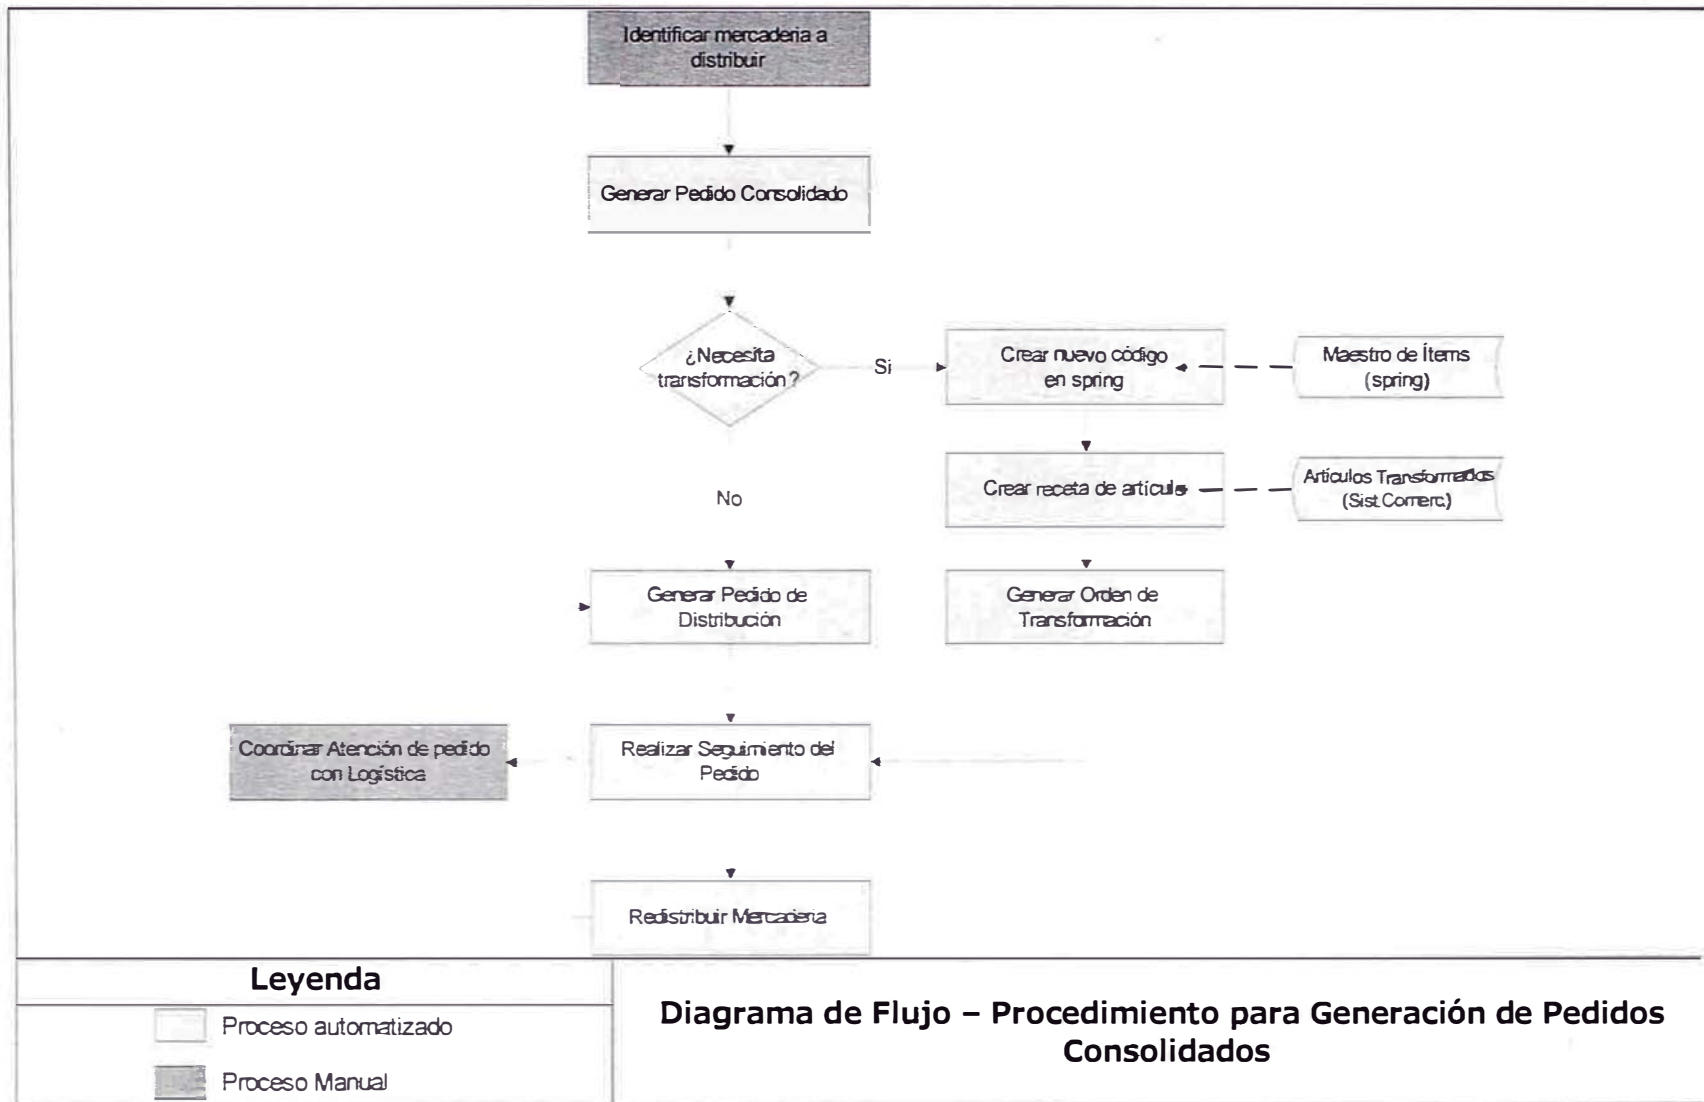 Identificar mercaderia a
distribuir
Generar Pedido Consolidado
¿Necesita
transformación?
Si
Crear nuevo código
en spring
Maestro de Ítems
(spring)
No
Crear receta de artículo
Artículos Transformados
(Sist.Comerc.)
Generar Pedido de
Distribución
Generar Orden de
Transformación
Coordinar Atención de pedido
con Logística
Realizar Seguimiento del
Pedido
Redistribuir Mercaderia
Leyenda
Proceso automatizado
Proceso Manual
Diagrama de Flujo – Procedimiento para Generación de Pedidos
Consolidados